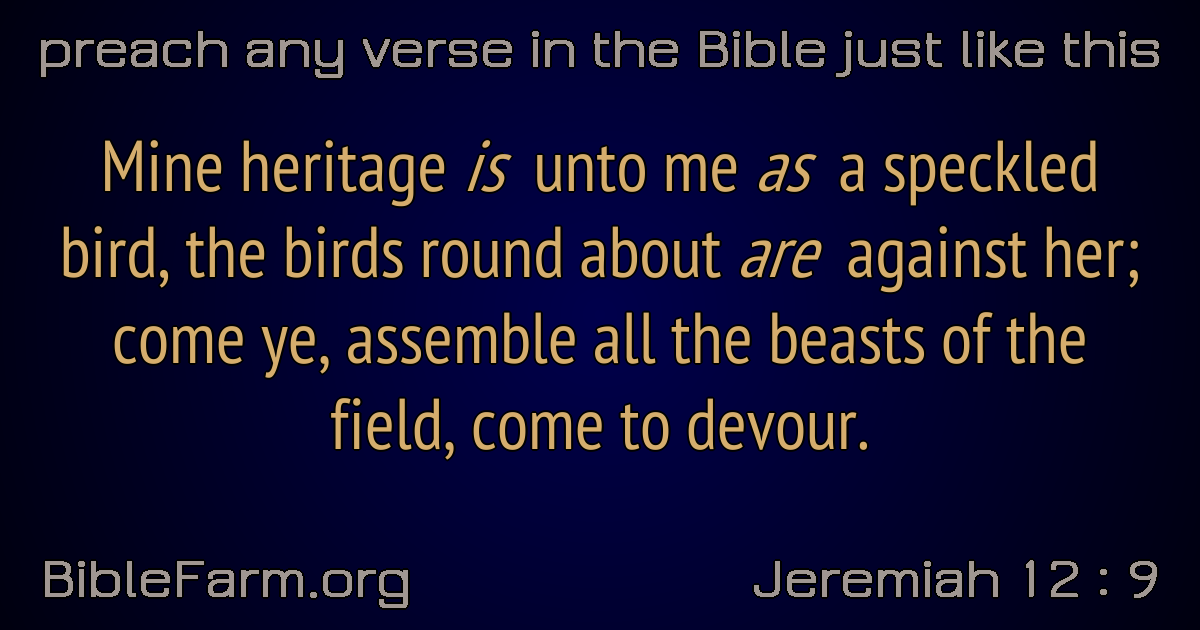 preach any verse in the Bible just like this
Mine heritage is unto me as a speckled
bird, the birds round about are against her;
come ye, assemble all the beasts of the
field, come to devour.
BibleFarm.org
Jeremiah 12 : 9